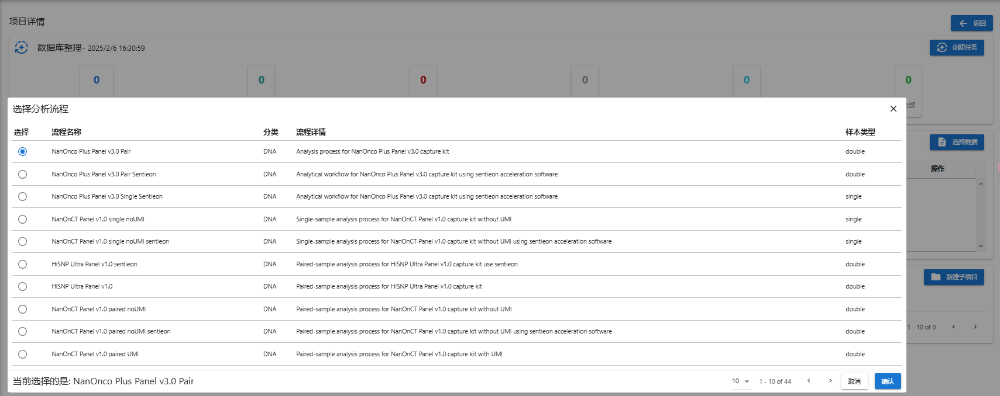 项目详情
返回
数据库整理- 2025/2/6 16:30:59
创建任务
0 0 0 0 0 0
选择分析流程
选择数据
选择 流程名称 分类 流程详情 样本类型
NanOnco Plus Panel v3.0 Pair DNA Analysis process for NanOnco Plus Panel v3.0 capture kit double
操作
NanOnco Plus Panel v3.0 Pair Sentieon DNA Analytical workflow for NanOnco Plus Panel v3.0 capture kit using sentieon acceleration software double
NanOnco Plus Panel v3.0 Single Sentieon DNA Analytical workflow for NanOnco Plus Panel v3.0 capture kit using sentieon acceleration software single
NanOnCT Panel v1.0 single noUMI DNA Single-sample analysis process for NanOnCT Panel v1.0 capture kit without UMI single
NanOnCT Panel v1.0 single noUMI sentieon DNA Single-sample analysis process for NanOnCT Panel v1.0 capture kit without UMI using sentieon acceleration software single
HiSNP Ultra Panel v1.0 sentieon DNA Paired-sample analysis process for HiSNP Ultra Panel v1.0 capture kit use sentieon double
新建子项目
HiSNP Ultra Panel v1.0 DNA Paired-sample analysis process for HiSNP Ultra Panel v1.0 capture kit double
NanOnCT Panel v1.0 paired noUMI DNA Paired-sample analysis process for NanOnCT Panel v1.0 capture kit without UMI double
NanOnCT Panel v1.0 paired noUMI sentieon DNA Paired-sample analysis process for NanOnCT Panel v1.0 capture kit without UMI using sentieon acceleration software double
1 - 10 of 0
NanOnCT Panel v1.0 paired UMI DNA Paired-sample analysis process for NanOnCT Panel v1.0 capture kit with UMI double
当前选择的是: NanOnco Plus Panel v3.0 Pair
10 1 - 10 of 44 取消 确认